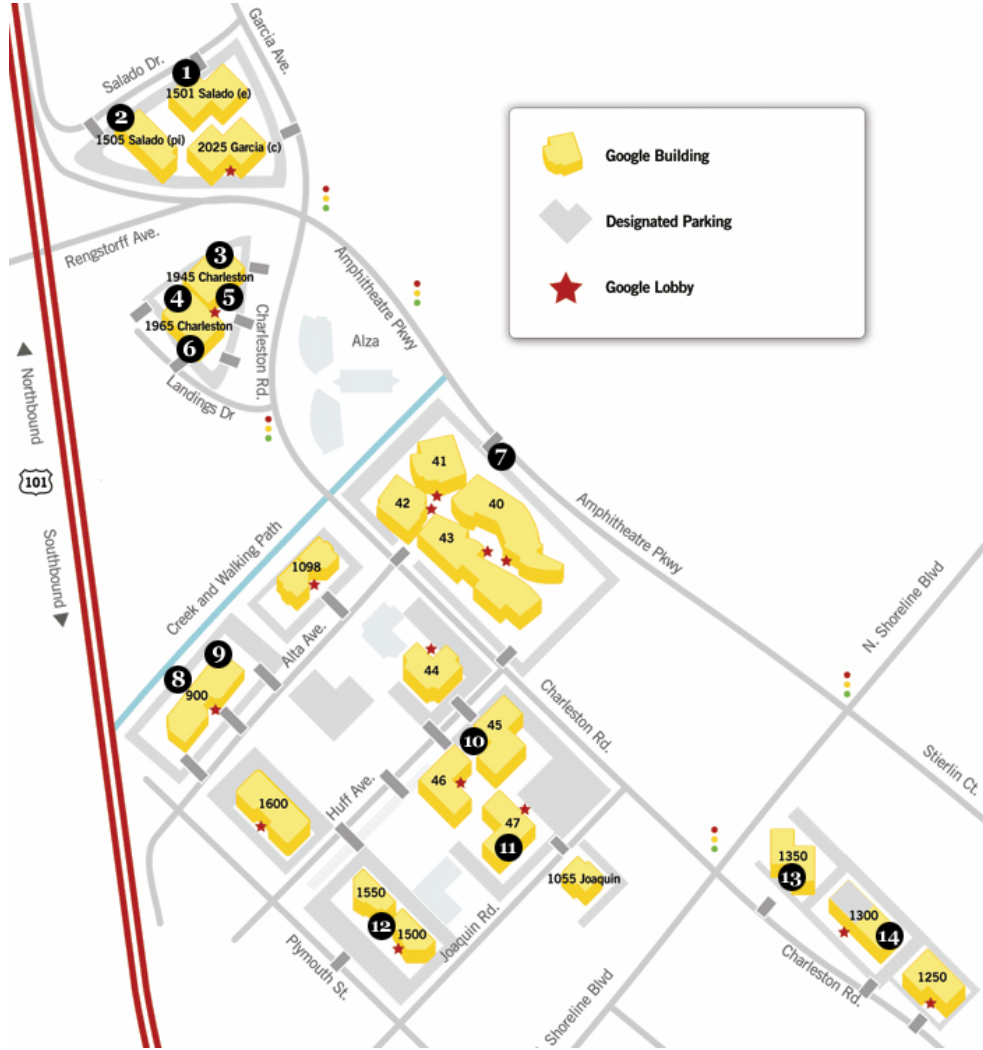 Garcia Ave.
Salado Dr.
1
1501 Salado (e)
2
1505 Salado (pi)
2025 Garcia (c)
Google Building
Designated Parking
Google Lobby
Rengstorff Ave.
Amphitheatre Pkwy
3
1945 Charleston
4
5
1965 Charleston
6
Charleston Rd.
Landings Dr
Alza
Northbound
101
Southbound
7
41
42
40
43
Amphitheatre Pkwy
Creek and Walking Path
1098
Alta Ave.
N. Shoreline Blvd
9
8
900
44
Charleston Rd.
45
10
46
Stierlin Ct.
1600
Huff Ave.
47
11
1055 Joaquin
1350
13
1550
12
1500
Joaquin Rd.
1300
14
Plymouth St.
Charleston Rd.
1250
N. Shoreline Blvd